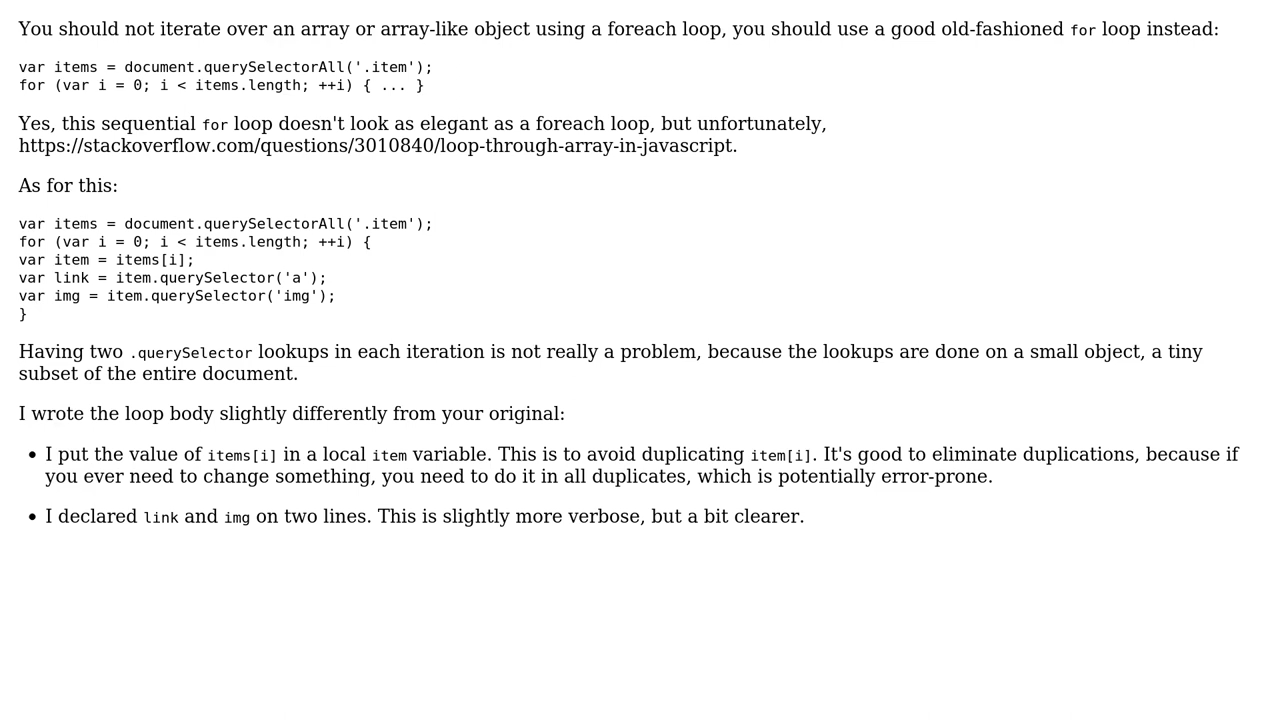 You should not iterate over an array or array-like object using a foreach loop, you should use a good old-fashioned for loop instead:
var items = document.querySelectorAll('.item');
for (var i = 0; i < items.length; ++i) { ... }
Yes, this sequential for loop doesn't look as elegant as a foreach loop, but unfortunately,
https://stackoverflow.com/questions/3010840/loop-through-array-in-javascript.
As for this:
var items = document.querySelectorAll('.item');
for (var i = 0; i < items.length; ++i) {
var item = items[i];
var link = item.querySelector('a');
var img = item.querySelector('img');
}
Having two .querySelector lookups in each iteration is not really a problem, because the lookups are done on a small object, a tiny
subset of the entire document.
I wrote the loop body slightly differently from your original:
• I put the value of items[i] in a local item variable. This is to avoid duplicating item[i]. It's good to eliminate duplications, because if
you ever need to change something, you need to do it in all duplicates, which is potentially error-prone.
• I declared link and img on two lines. This is slightly more verbose, but a bit clearer.